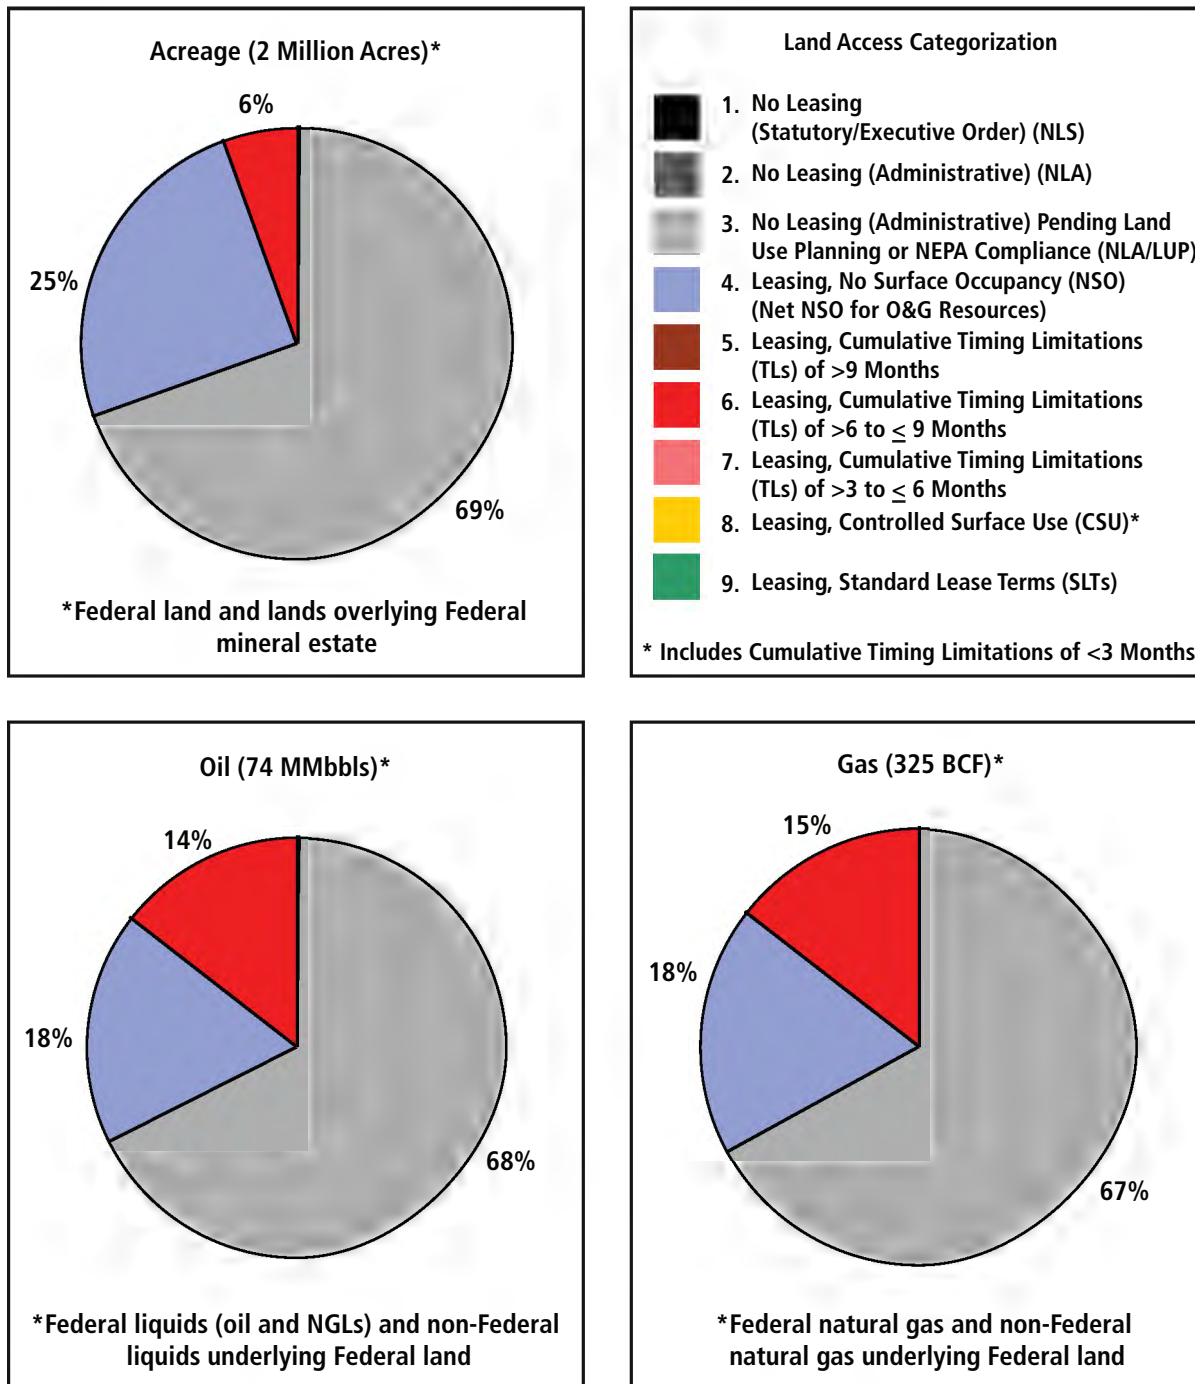 Acreage (2 Million Acres)*
6%
25%
69%
*Federal land and lands overlying Federal
mineral estate
Land Access Categorization
1. No Leasing
(Statutory/Executive Order) (NLS)
2. No Leasing (Administrative) (NLA)
3. No Leasing (Administrative) Pending Land
Use Planning or NEPA Compliance (NLA/LUP)
4. Leasing, No Surface Occupancy (NSO)
(Net NSO for O&G Resources)
5. Leasing, Cumulative Timing Limitations
(TLs) of >9 Months
6. Leasing, Cumulative Timing Limitations
(TLs) of >6 to ≤ 9 Months
7. Leasing, Cumulative Timing Limitations
(TLs) of >3 to ≤ 6 Months
8. Leasing, Controlled Surface Use (CSU)*
9. Leasing, Standard Lease Terms (SLTs)
* Includes Cumulative Timing Limitations of <3 Months
Oil (74 MMbbls)*
14%
18%
68%
*Federal liquids (oil and NGLs) and non-Federal
liquids underlying Federal land
Gas (325 BCF)*
15%
18%
67%
*Federal natural gas and non-Federal
natural gas underlying Federal land